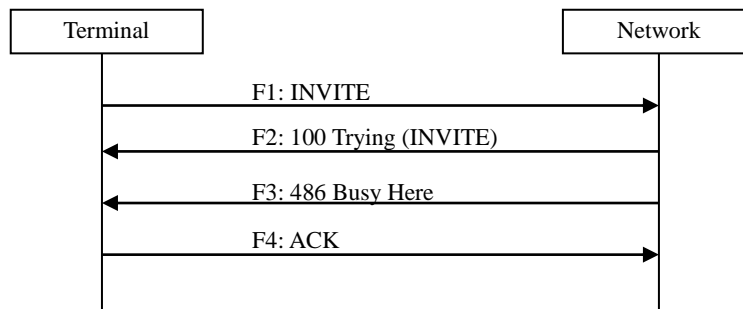 Terminal
Network
F1: INVITE
F2: 100 Trying (INVITE)
F3: 486 Busy Here
F4: ACK